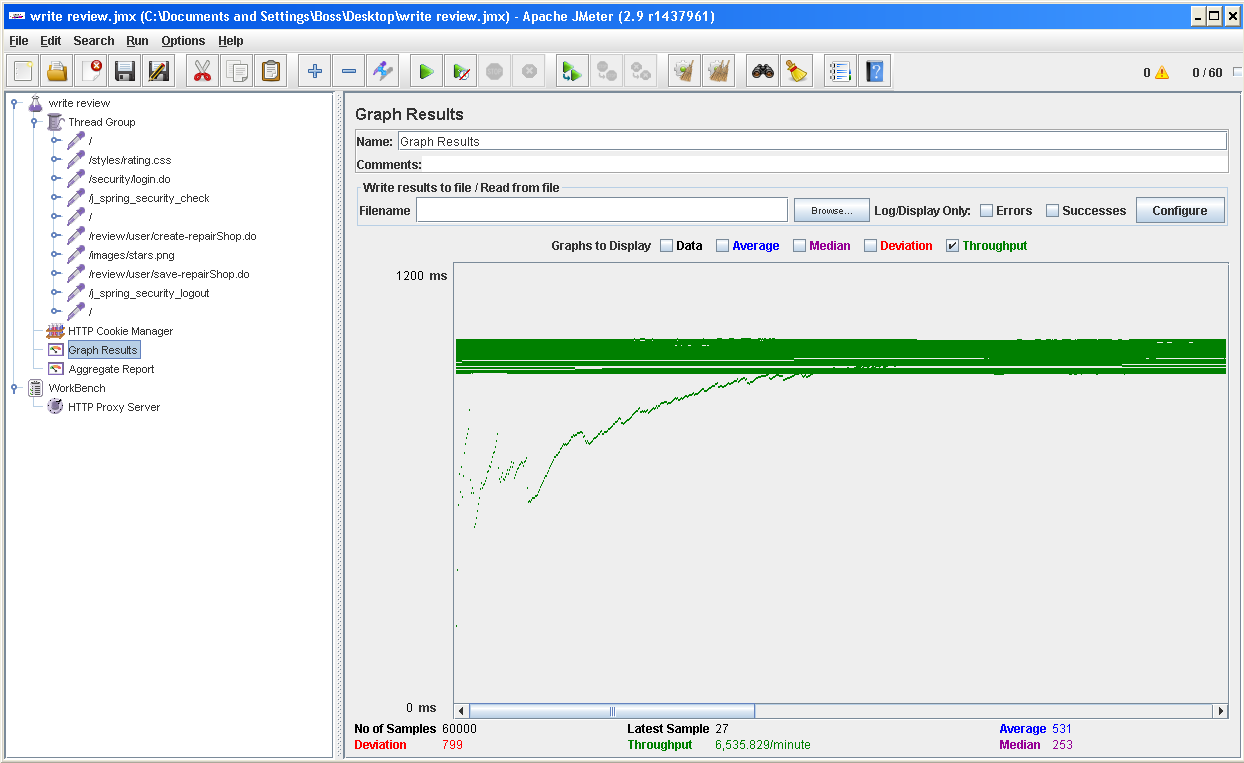 write review.jmx (C:\Documents and Settings\Boss\Desktop\write review.jmx) - Apache JMeter (2.9 r1437961)
File Edit Search Run Options Help
0 0 / 60
write review
Thread Group
/
/styles/rating.css
/security/login.do
/j_spring_security_check
/
/review/user/create-repairShop.do
/images/stars.png
/review/user/save-repairShop.do
/j_spring_security_logout
/
HTTP Cookie Manager
Graph Results
Aggregate Report
WorkBench
HTTP Proxy Server
Graph Results
Name: Graph Results
Comments:
Write results to file / Read from file
Filename Browse... Log/Display Only: Errors Successes Configure
Graphs to Display Data Average Median Deviation Throughput
1200 ms
0 ms
No of Samples 60000 Latest Sample 27 Average 531
Deviation 799 Throughput 6,535.829/minute Median 253